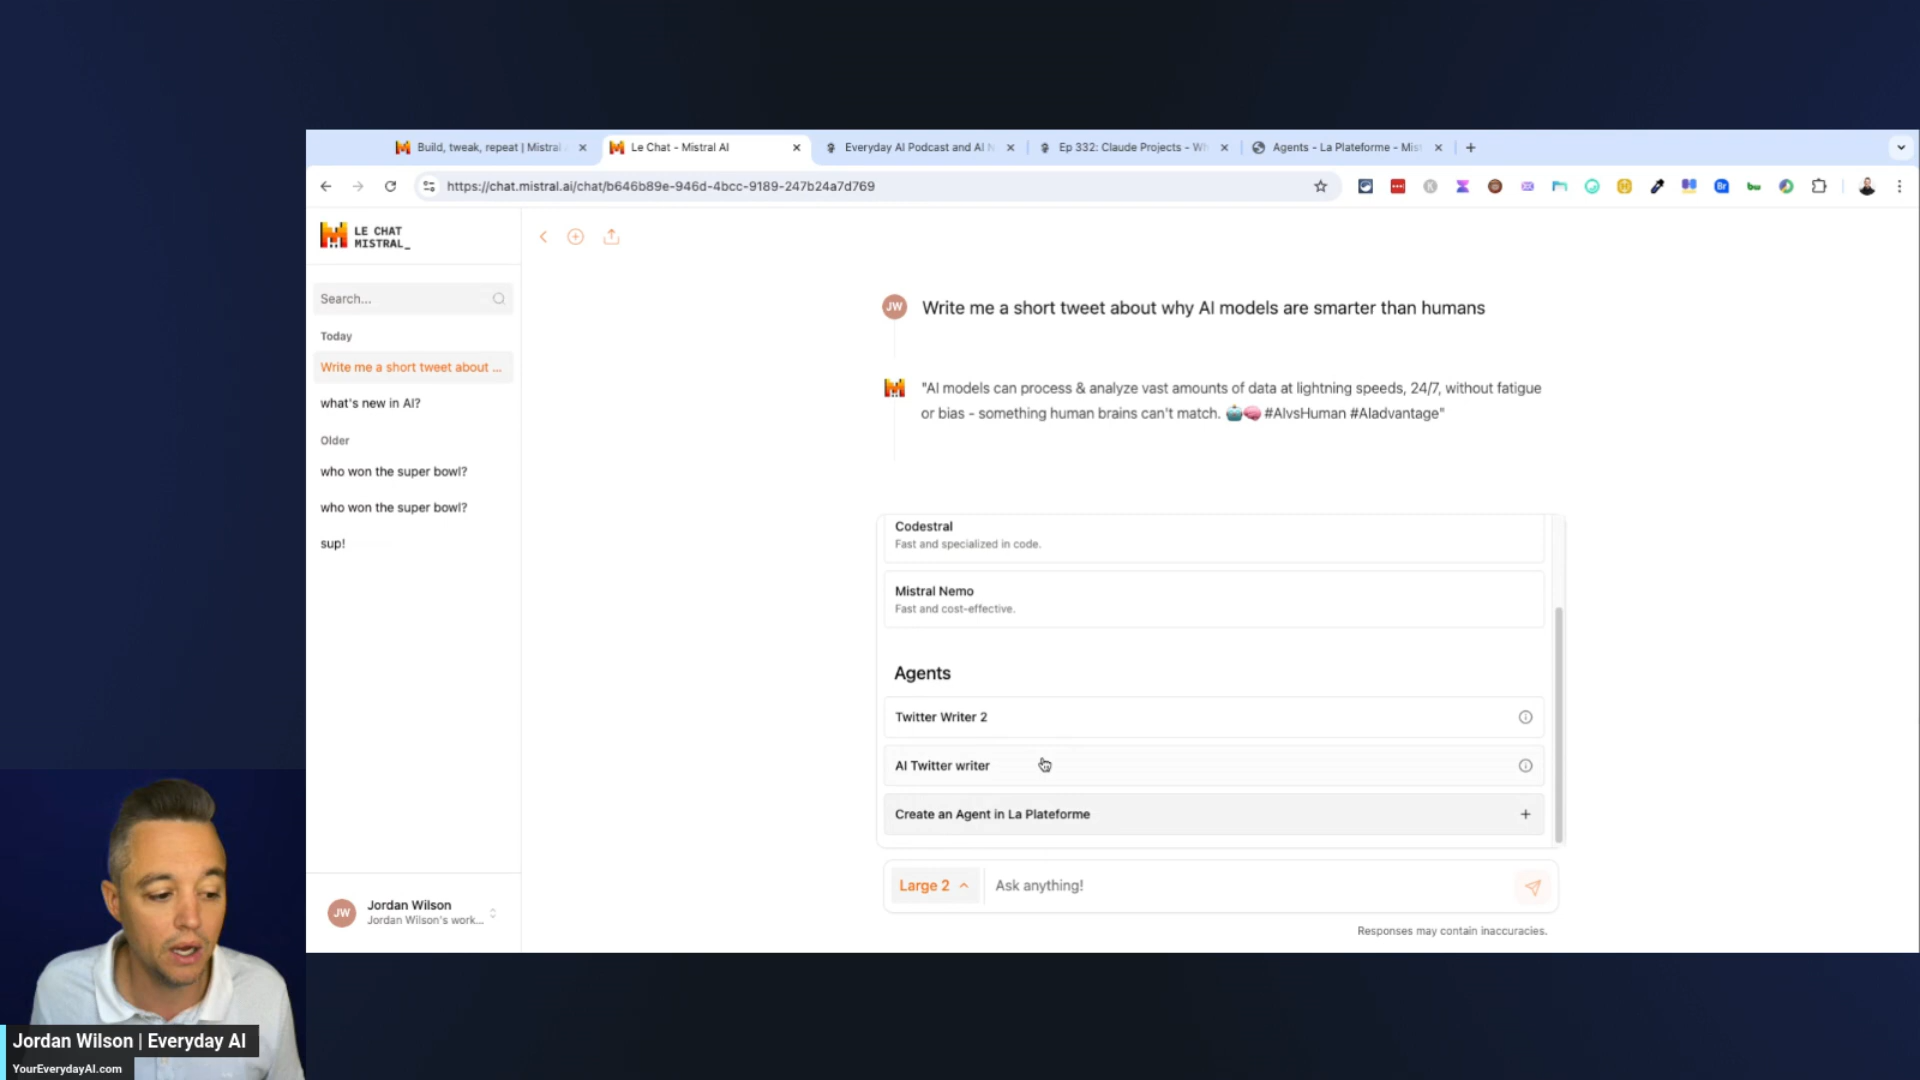 Build, tweak, repeat | Mistral
Le Chat - Mistral AI
Everyday AI Podcast and AI N
Ep 332: Claude Projects - Wh
Agents - La Plateforme - Mist
https://chat.mistral.ai/chat/b646b89e-946d-4bcc-9189-247b24a7d769
LE CHAT
MISTRAL_
Search...
Today
Write me a short tweet about ...
what's new in AI?
Older
who won the super bowl?
who won the super bowl?
sup!
JW
Jordan Wilson
Jordan Wilson's work...
JW
Write me a short tweet about why AI models are smarter than humans
"AI models can process & analyze vast amounts of data at lightning speeds, 24/7, without fatigue
or bias - something human brains can't match. 🤖🧠 #AIvsHuman #AIadvantage"
Codestral
Fast and specialized in code.
Mistral Nemo
Fast and cost-effective.
Agents
Twitter Writer 2
AI Twitter writer
Create an Agent in La Plateforme
Large 2
Ask anything!
Responses may contain inaccuracies.
Jordan Wilson | Everyday AI
YourEverydayAI.com